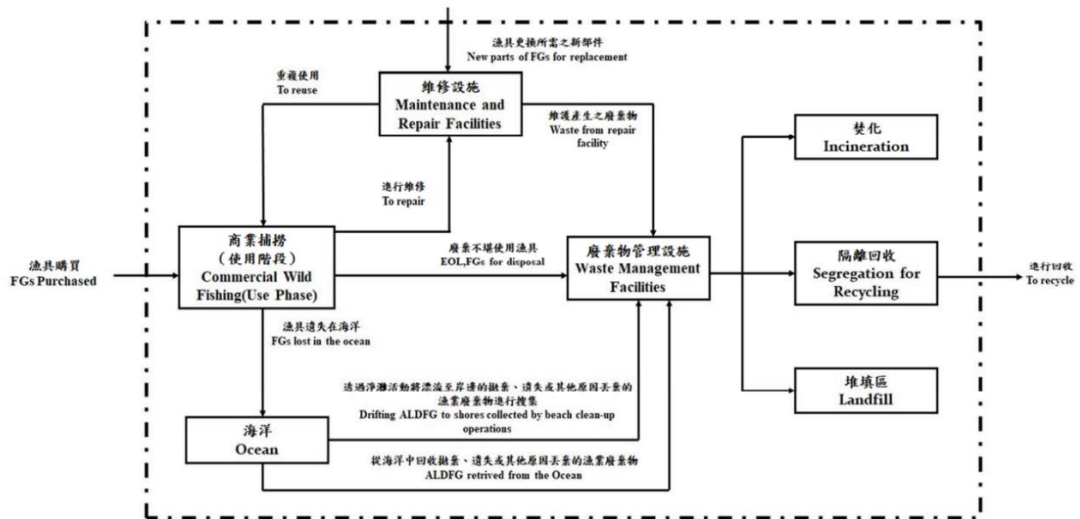 漁具更換所需之新部件
New parts of FGs for replacement
重複使用
To reuse
維修設施
Maintenance and
Repair Facilities
維護產生之廢棄物
Waste from repair
facility
焚化
Incineration
進行維修
To repair
商業捕撈
（使用階段）
Commercial Wild
Fishing(Use Phase)
漁具購買
FGs Purchased
廢棄不堪使用漁具
EOL,FGs for disposal
廢棄物管理設施
Waste Management
Facilities
隔離回收
Segregation for
Recycling
進行回收
To recycle
漁具遺失在海洋
FGs lost in the ocean
透過淨灘活動將漂流至岸邊的拋棄、遺失或其他原因丟棄的
漁業廢棄物進行搜集
Drifting ALDFG to shores collected by beach clean-up
operations
堆填區
Landfill
海洋
Ocean
從海洋中回收拋棄、遺失或其他原因丟棄的漁業廢棄物
ALDFG retrived from the Ocean